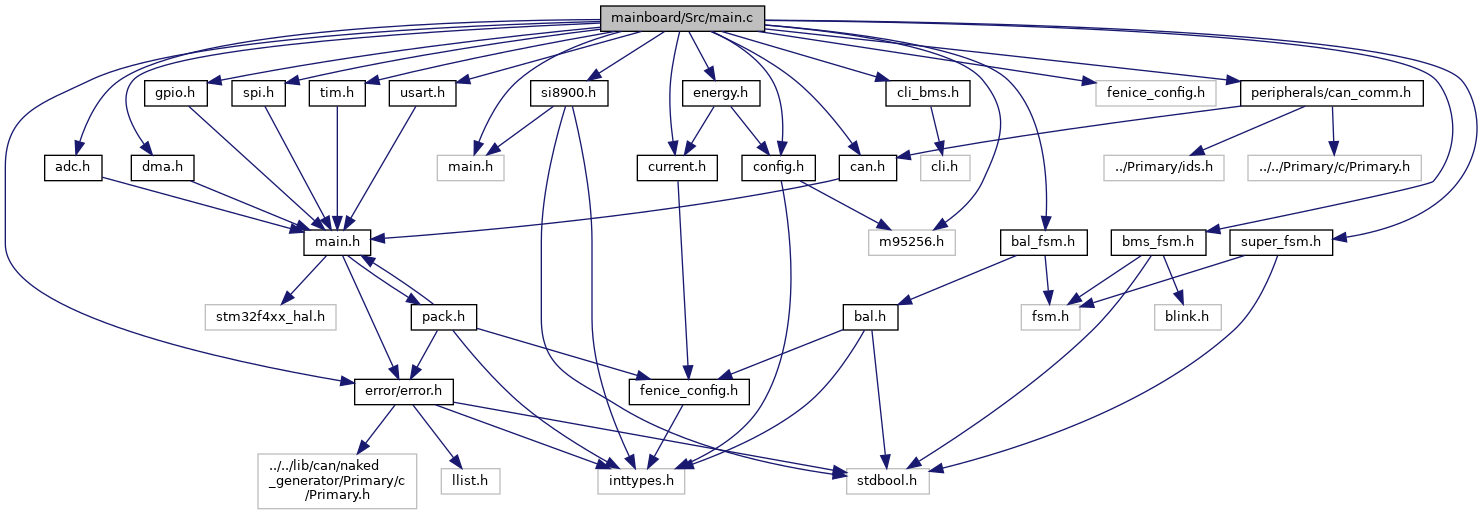 mainboard/Src/main.c
gpio.h
spi.h
tim.h
usart.h
si8900.h
energy.h
cli_bms.h
fenice_config.h
peripherals/can_comm.h
adc.h
dma.h
main.h
current.h
config.h
can.h
cli.h
../Primary/ids.h
../../Primary/c/Primary.h
main.h
m95256.h
bal_fsm.h
bms_fsm.h
super_fsm.h
stm32f4xx_hal.h
pack.h
bal.h
fsm.h
blink.h
error/error.h
fenice_config.h
../../lib/can/naked
_generator/Primary/c
/Primary.h
llist.h
inttypes.h
stdbool.h